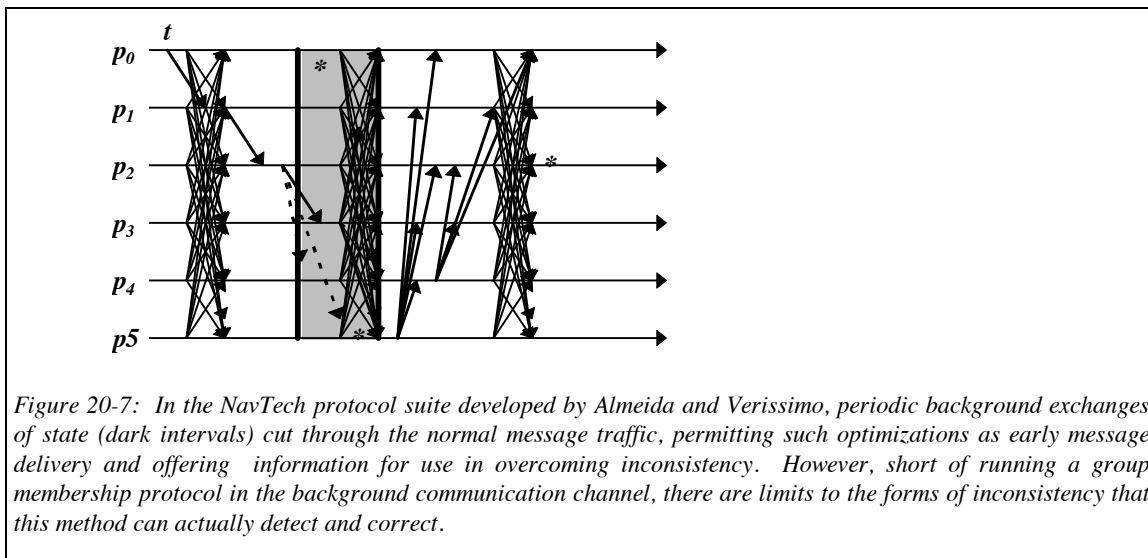 t
p0
*
p1
p2
*
p3
p4
p5
*
Figure 20-7: In the NavTech protocol suite developed by Almeida and Verissimo, periodic background exchanges
of state (dark intervals) cut through the normal message traffic, permitting such optimizations as early message
delivery and offering information for use in overcoming inconsistency. However, short of running a group
membership protocol in the background communication channel, there are limits to the forms of inconsistency that
this method can actually detect and correct.